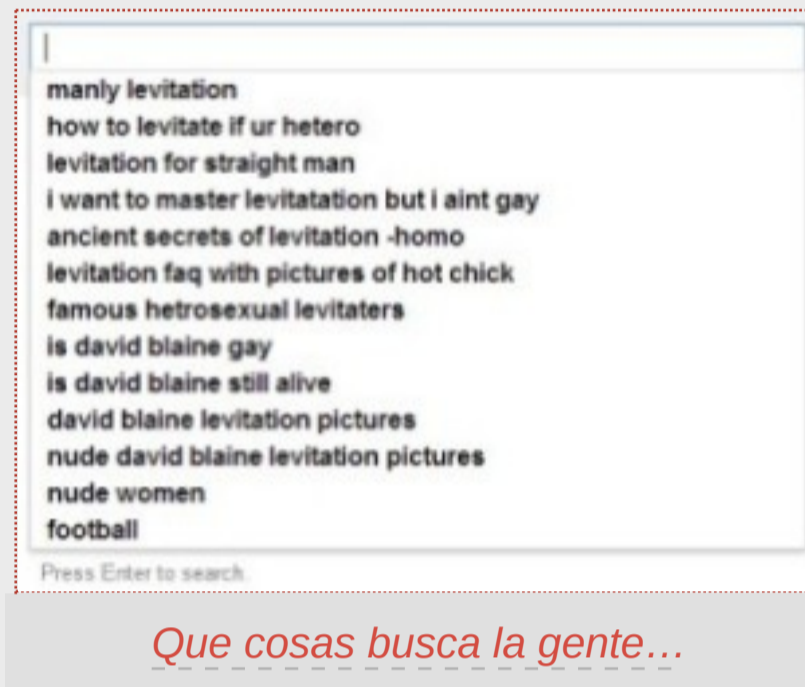 manly levitation
how to levitate if ur hetero
levitation for straight man
i want to master levitatation but i aint gay
ancient secrets of levitation -homo
levitation faq with pictures of hot chick
famous hetrosexual levitaters
is david blaine gay
is david blaine still alive
david blaine levitation pictures
nude david blaine levitation pictures
nude women
football
Press Enter to search.
Que cosas busca la gente…